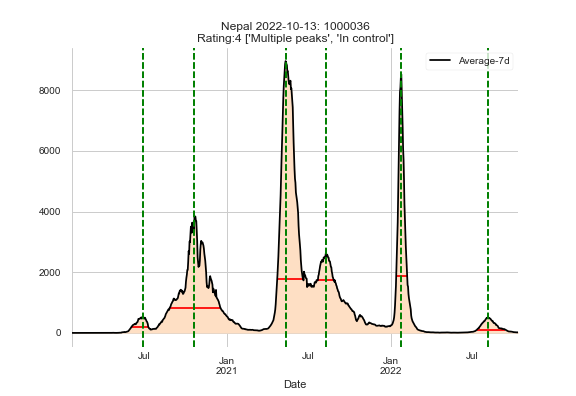 Nepal 2022-10-13: 1000036
Rating:4 ['Multiple peaks', 'In control']
Average-7d
8000
6000
4000
2000
0
Jul
Jan
2021
Jul
Jan
2022
Jul
Date